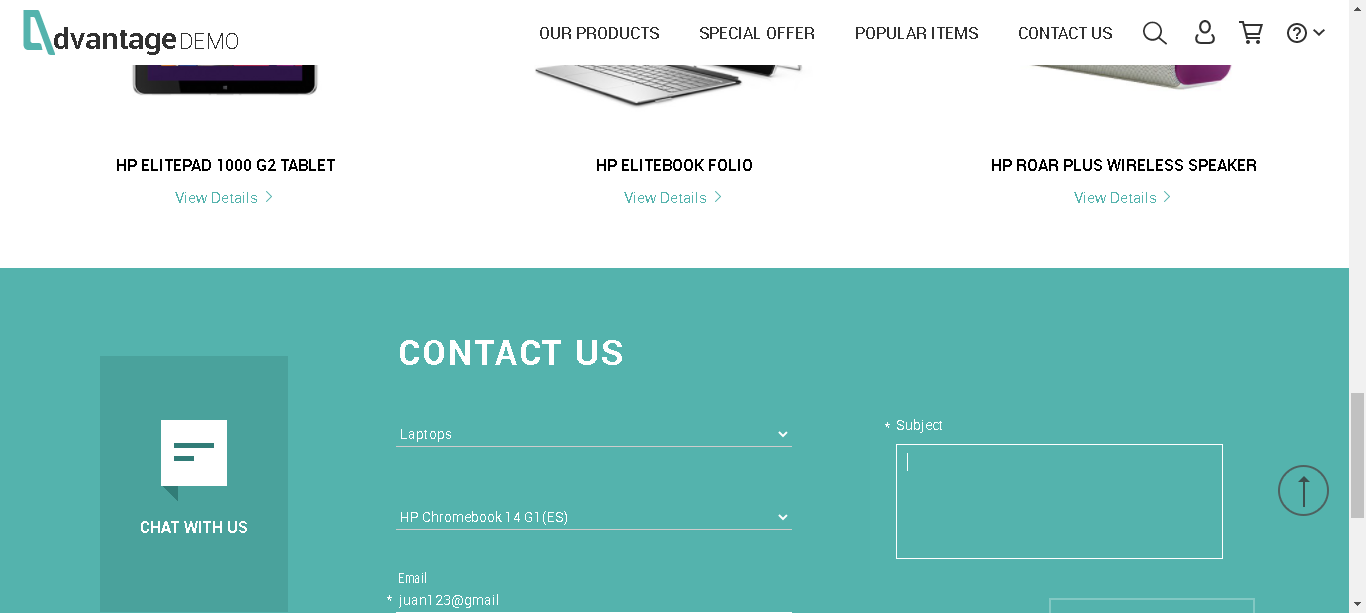 dvantage DEMO
OUR PRODUCTS
SPECIAL OFFER
POPULAR ITEMS
CONTACT US
HP ELITEPAD 1000 G2 TABLET
View Details
HP ELITEBOOK FOLIO
View Details
HP ROAR PLUS WIRELESS SPEAKER
View Details
CONTACT US
CHAT WITH US
Laptops
HP Chromebook 14 G1(ES)
Email
* juan123@gmail
* Subject